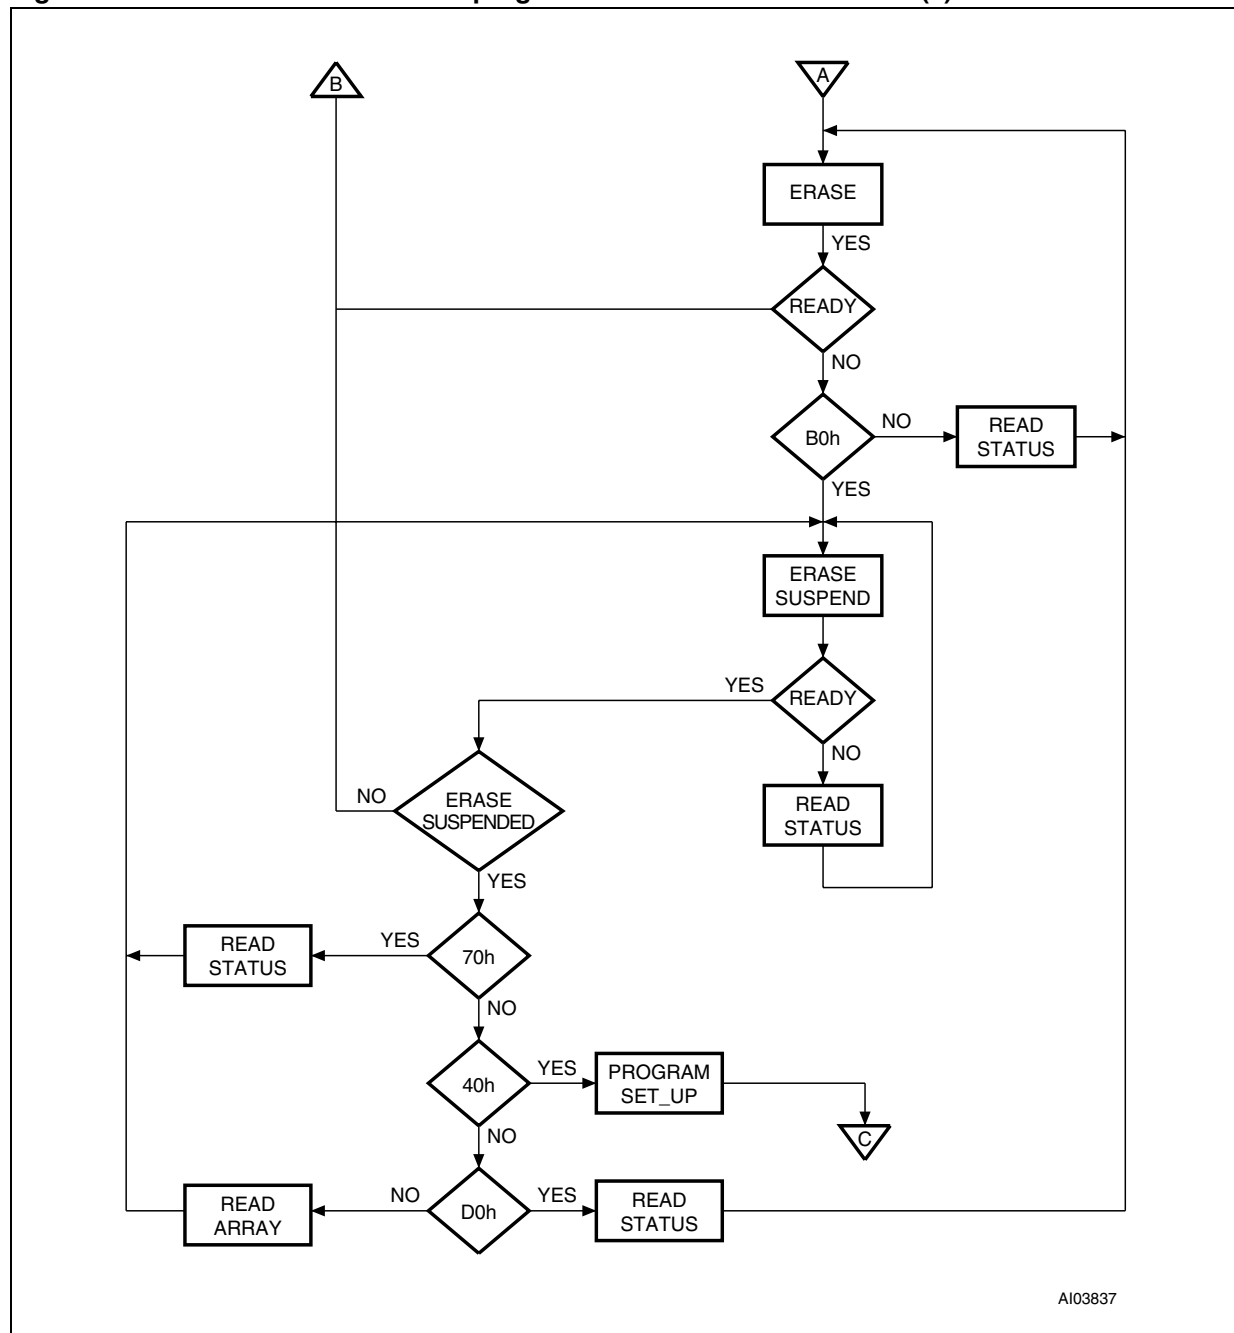 B
A
ERASE
YES
READY
NO
B0h
NO
READ
STATUS
YES
ERASE
SUSPEND
YES
READY
NO
NO
ERASE
SUSPENDED
READ
STATUS
YES
READ
STATUS
YES
70h
NO
40h
YES
PROGRAM
SET_UP
NO
C
READ
ARRAY
NO
D0h
YES
READ
STATUS
AI03837